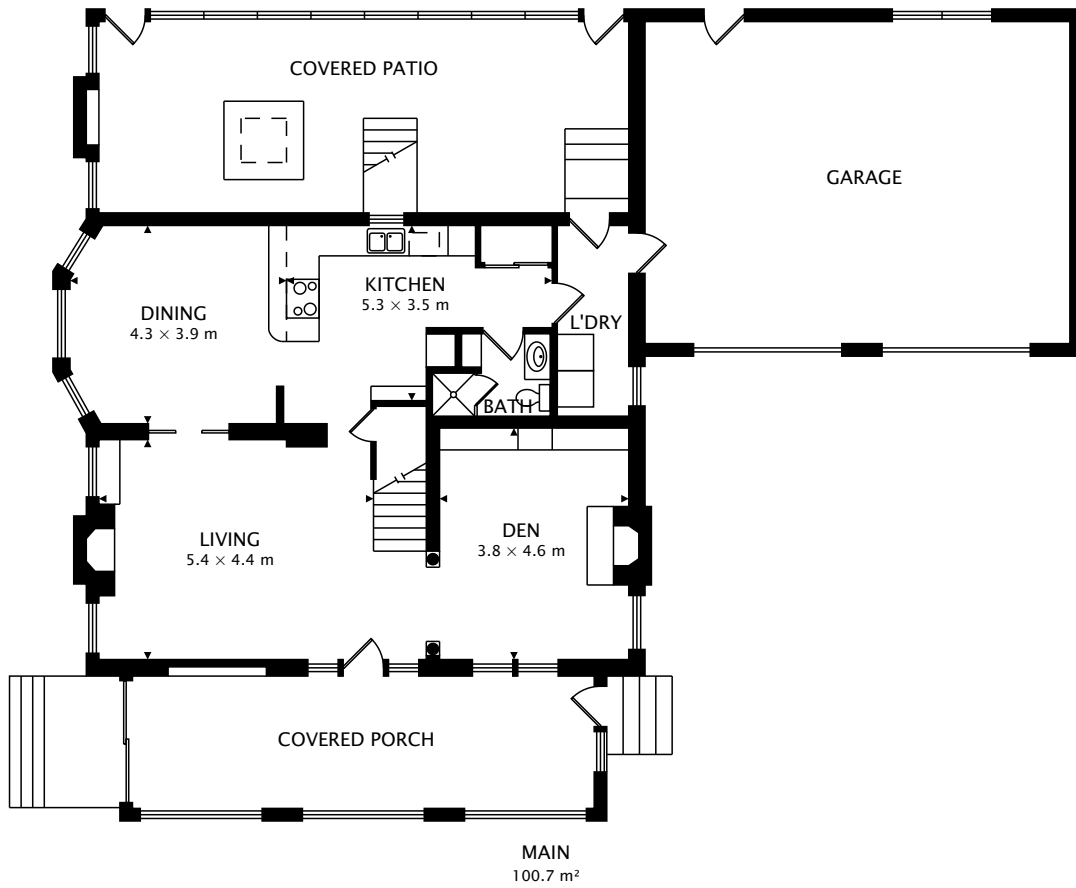 COVERED PATIO
GARAGE
KITCHEN
5.3 × 3.5 m
DINING
4.3 × 3.9 m
L'DRY
BATH
LIVING
5.4 × 4.4 m
DEN
3.8 × 4.6 m
COVERED PORCH
MAIN
100.7 m²